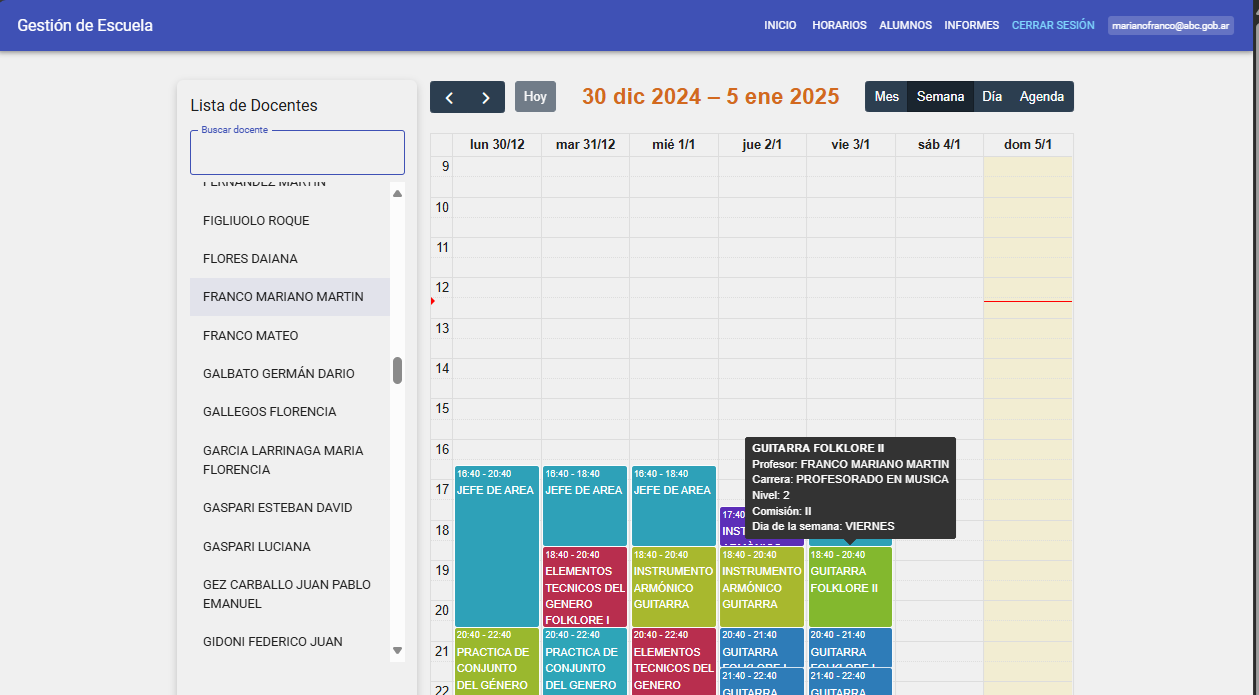 Gestión de Escuela
INICIO HORARIOS ALUMNOS INFORMES CERRAR SESIÓN marianofranco@abc.gob.ar
Lista de Docentes
Buscar docente
FERNANDEZ MARTIN
FIGLIUOLO ROQUE
FLORES DAIANA
FRANCO MARIANO MARTIN
FRANCO MATEO
GALBATO GERMÁN DARIO
GALLEGOS FLORENCIA
GARCIA LARRINAGA MARIA
FLORENCIA
GASPARI ESTEBAN DAVID
GASPARI LUCIANA
GEZ CARBALLO JUAN PABLO
EMANUEL
GIDONI FEDERICO JUAN
Hoy
30 dic 2024 – 5 ene 2025
Mes Semana Día Agenda
lun 30/12 mar 31/12 mié 1/1 jue 2/1 vie 3/1 sáb 4/1 dom 5/1
9
10
11
12
13
14
15
16
17
18
19
20
21
22
16:40 - 20:40
JEFE DE AREA
20:40 - 22:40
PRACTICA DE
CONJUNTO
DEL GÉNERO
16:40 - 18:40
JEFE DE AREA
18:40 - 20:40
ELEMENTOS
TECNICOS DEL
GENERO
FOLKLORE I
20:40 - 22:40
PRACTICA DE
CONJUNTO
DEL GENERO
16:40 - 18:40
JEFE DE AREA
18:40 - 20:40
INSTRUMENTO
ARMÓNICO
GUITARRA
20:40 - 22:40
ELEMENTOS
TECNICOS DEL
GENERO
17:40
INST
18:40 - 20:40
INSTRUMENTO
ARMÓNICO
GUITARRA
20:40 - 21:40
GUITARRA
FOLKLORE I
21:40 - 22:40
GUITARRA
GUITARRA FOLKLORE II
Profesor: FRANCO MARIANO MARTIN
Carrera: PROFESORADO EN MUSICA
Nivel: 2
Comisión: II
Dia de la semana: VIERNES
18:40 - 20:40
GUITARRA
FOLKLORE II
20:40 - 21:40
GUITARRA
FOLKLORE I
21:40 - 22:40
GUITARRA